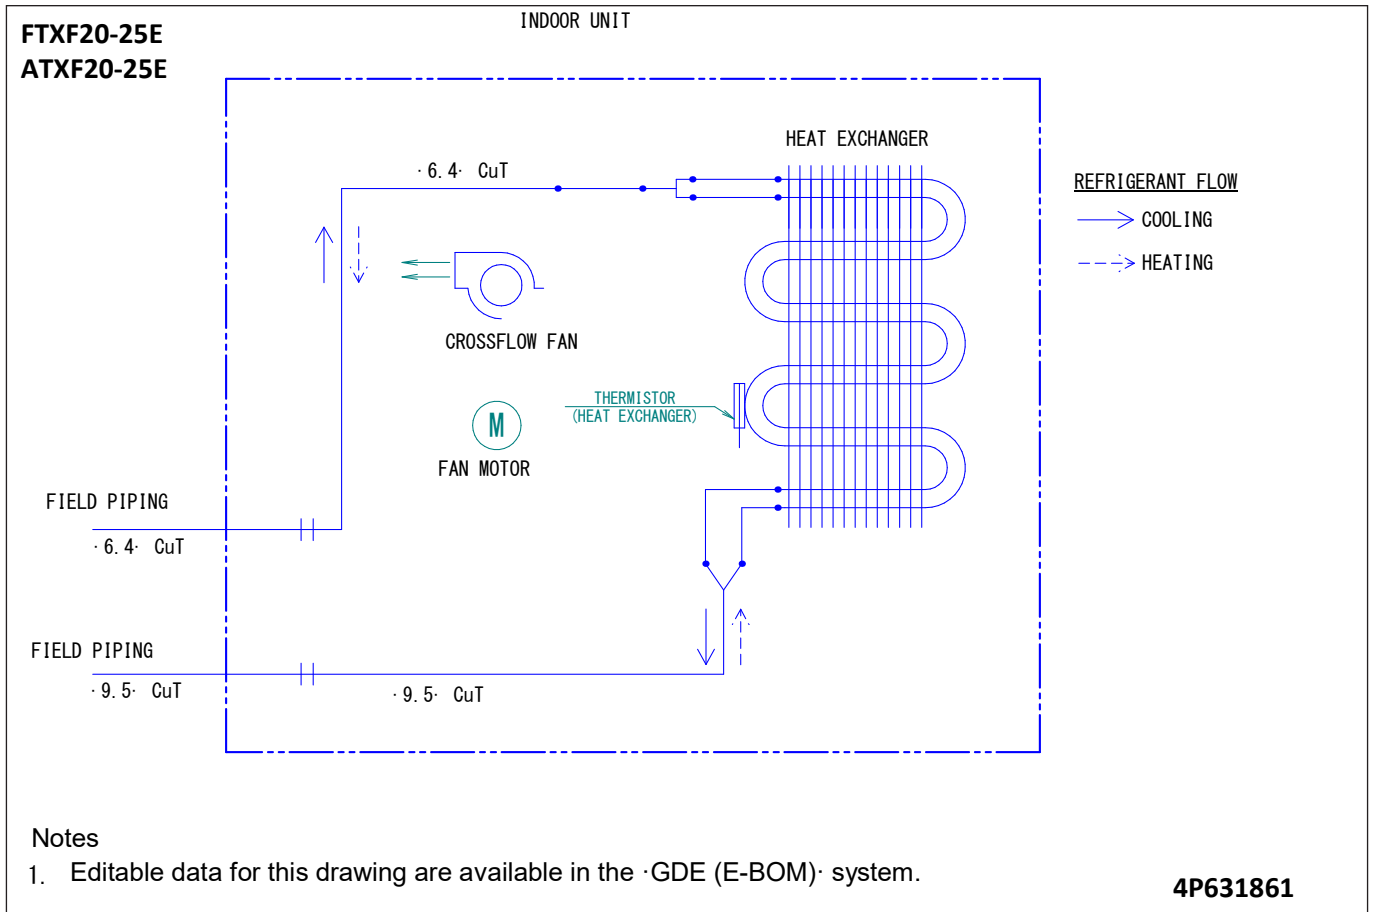 FTXF20-25E
ATXF20-25E
INDOOR UNIT
HEAT EXCHANGER
·6.4· CuT
REFRIGERANT FLOW
COOLING
HEATING
CROSSFLOW FAN
THERMISTOR
(HEAT EXCHANGER)
M
FAN MOTOR
FIELD PIPING
·6.4· CuT
FIELD PIPING
·9.5· CuT
·9.5· CuT
Notes
1. Editable data for this drawing are available in the ·GDE (E-BOM)· system.
4P631861